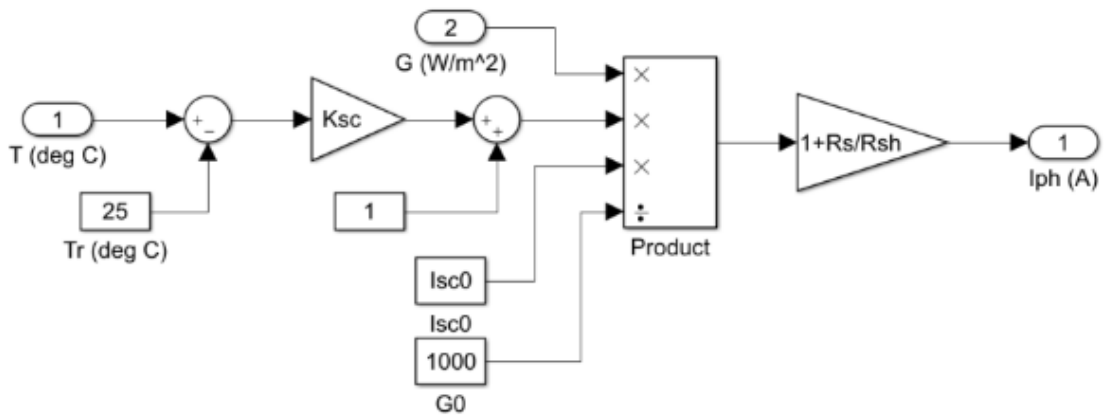 2
G (W/m^2)
×
1
T (deg C)
+
−
Ksc
+
+
×
1+Rs/Rsh
1
Iph (A)
×
25
Tr (deg C)
1
÷
Product
Isc0
Isc0
1000
G0